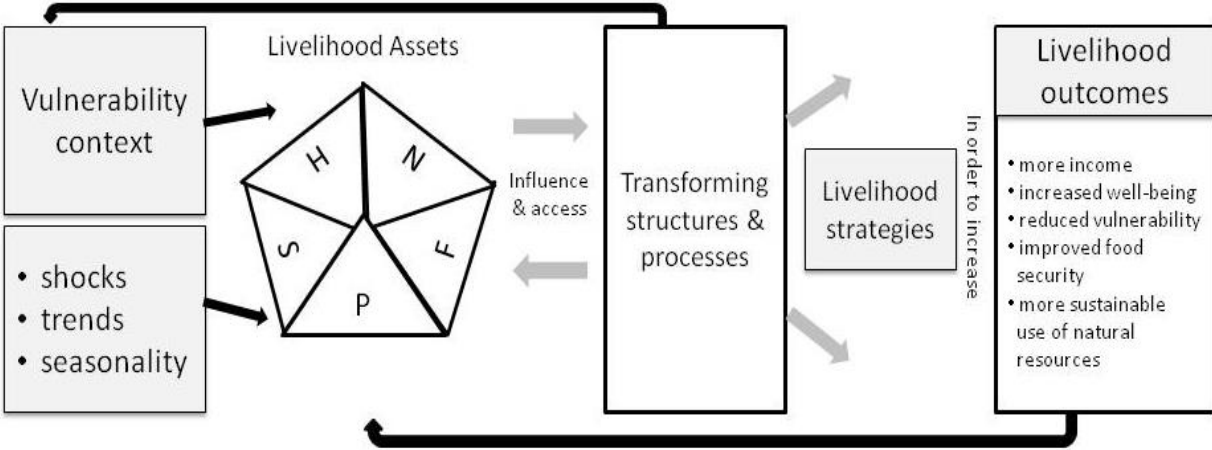 Vulnerability
context
• shocks
• trends
• seasonality
Livelihood Assets
H
N
S
F
P
Influence
& access
Transforming
structures &
processes
Livelihood
strategies
In order to increase
Livelihood
outcomes
• more income
• increased well-being
• reduced vulnerability
• improved food
security
• more sustainable
use of natural
resources